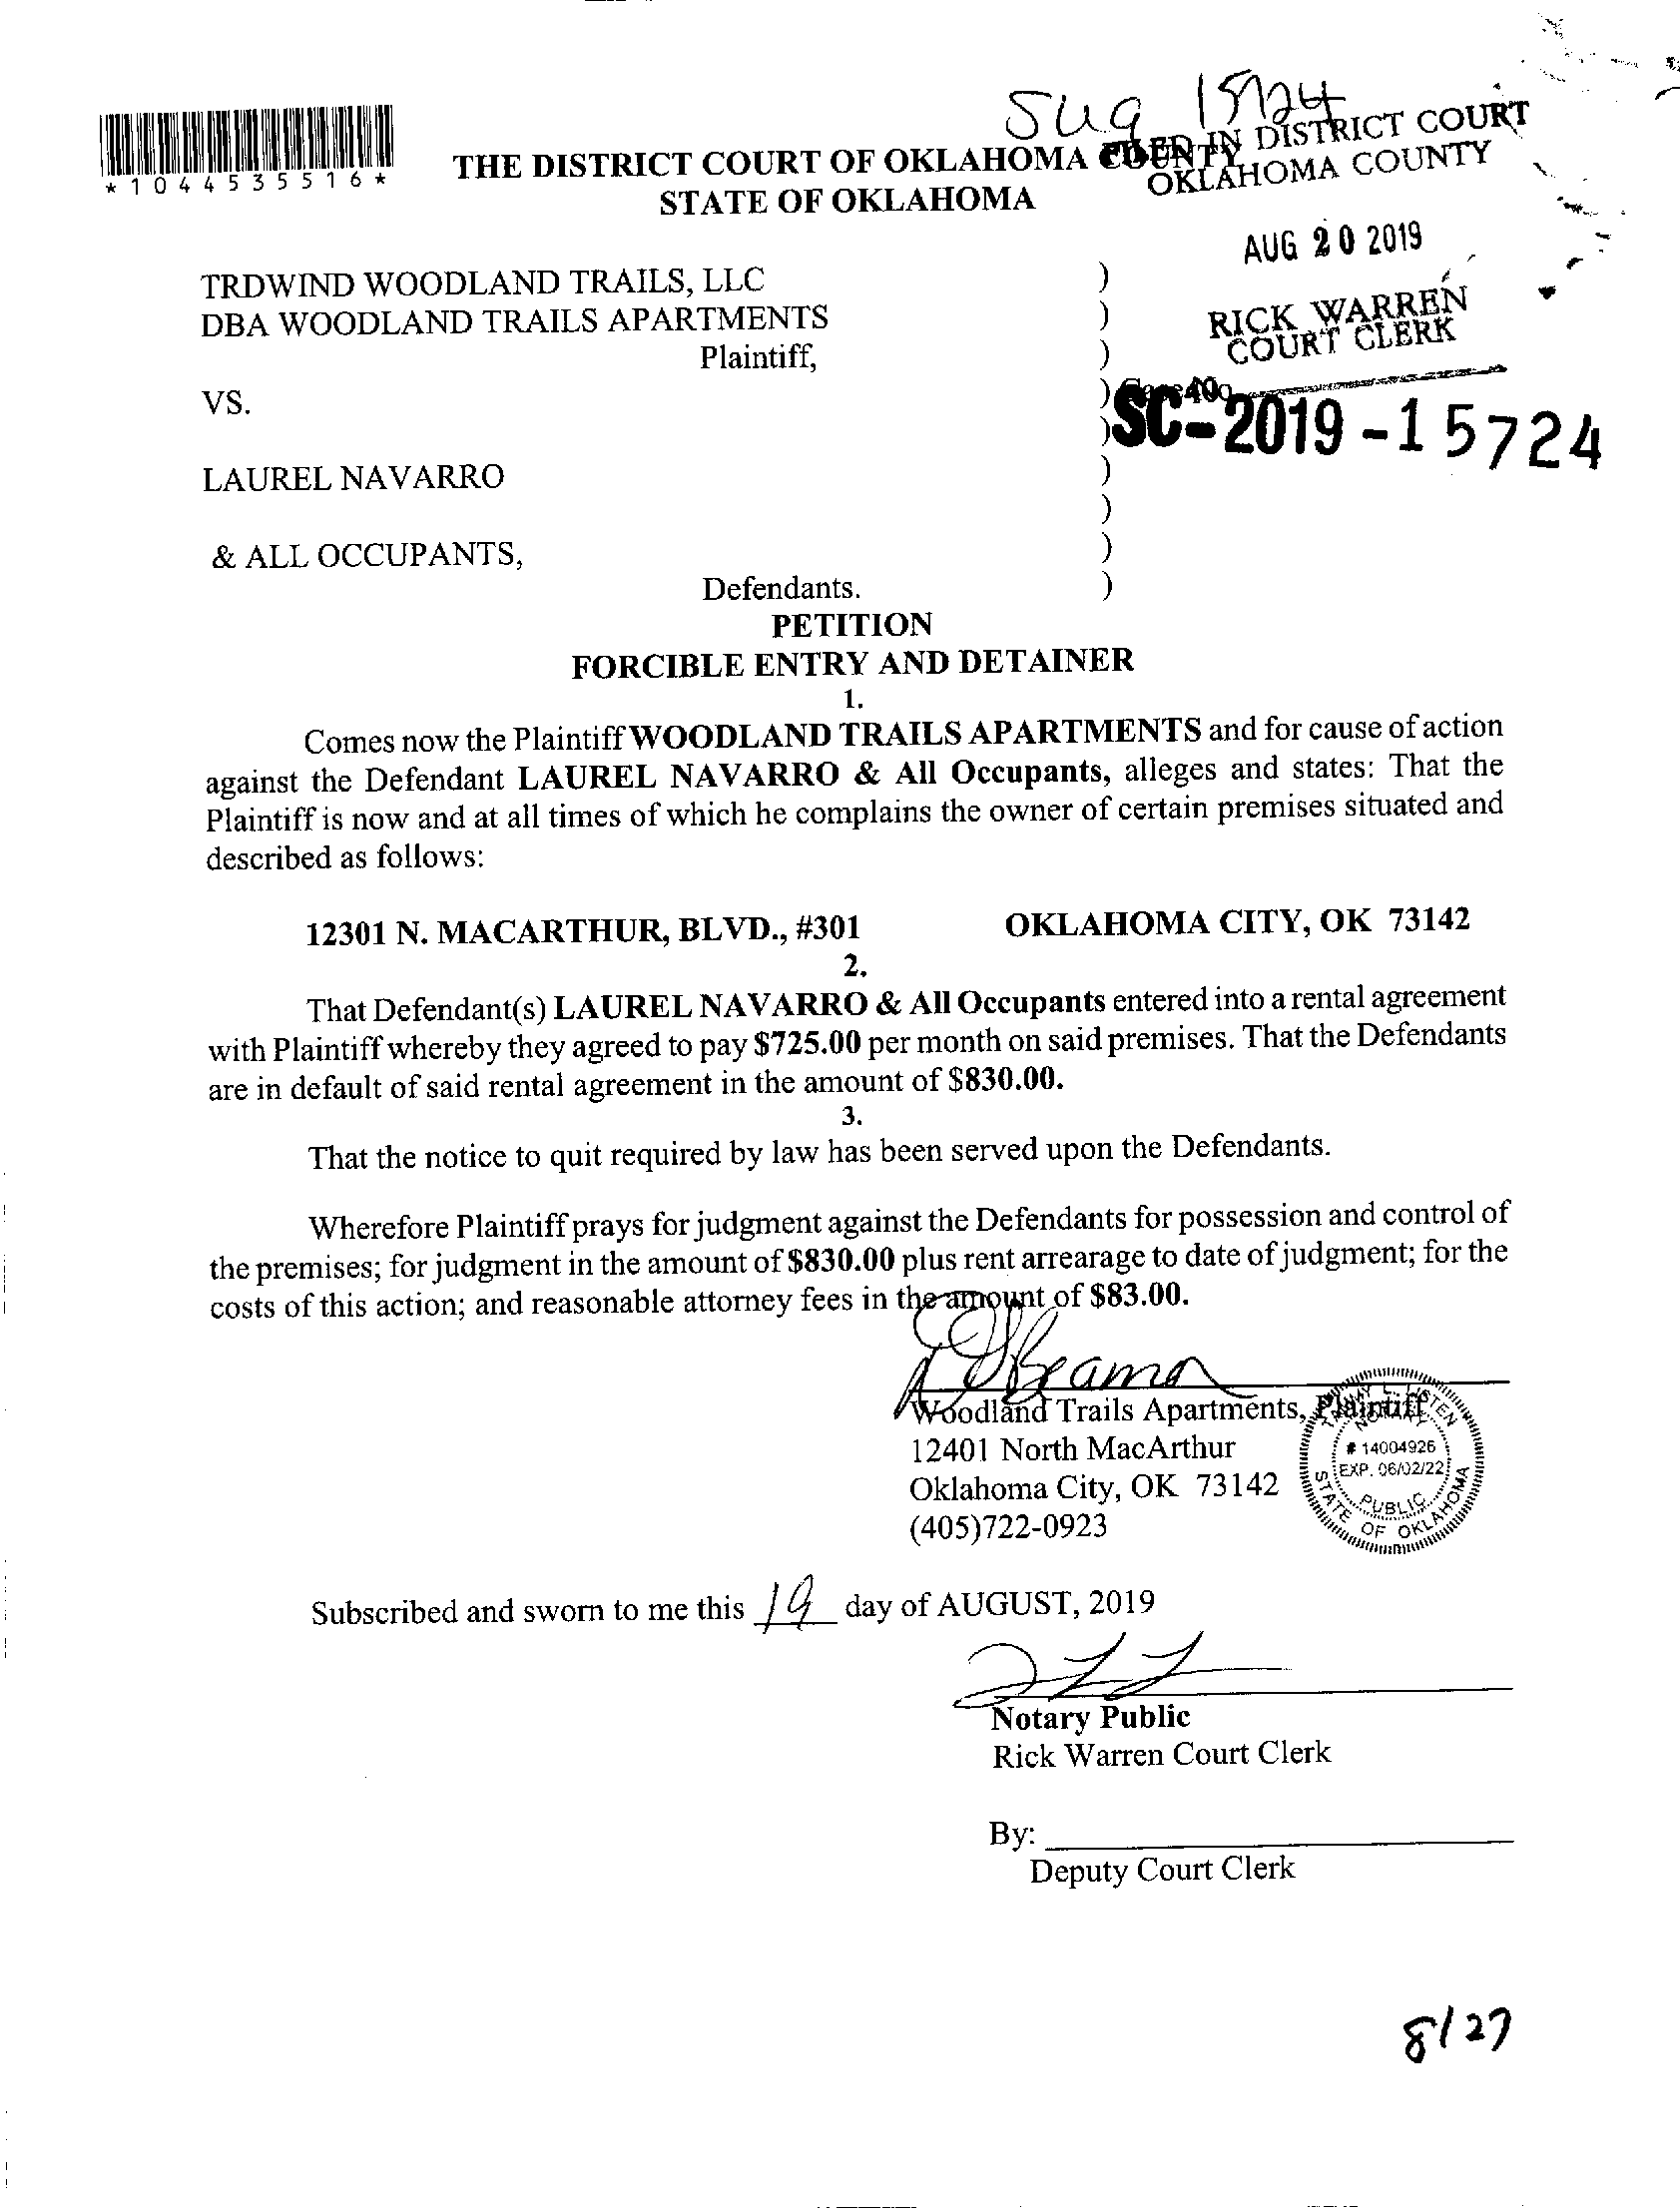 15724
*1044535516*
THE DISTRICT COURT OF OKLAHOMA COUNTY
STATE OF OKLAHOMA
FILED IN DISTRICT COURT
OKLAHOMA COUNTY
AUG 20 2019
RICK WARREN
COURT CLERK
40
TRDWIND WOODLAND TRAILS, LLC )
DBA WOODLAND TRAILS APARTMENTS )
Plaintiff, )
VS. ) Case No.
SC-2019-15724
)
LAUREL NAVARRO )
)
& ALL OCCUPANTS, )
Defendants. )
PETITION
FORCIBLE ENTRY AND DETAINER
1.
Comes now the Plaintiff WOODLAND TRAILS APARTMENTS and for cause of action
against the Defendant LAUREL NAVARRO & All Occupants, alleges and states: That the
Plaintiff is now and at all times of which he complains the owner of certain premises situated and
described as follows:
12301 N. MACARTHUR, BLVD., #301 OKLAHOMA CITY, OK 73142
2.
That Defendant(s) LAUREL NAVARRO & All Occupants entered into a rental agreement
with Plaintiff whereby they agreed to pay $725.00 per month on said premises. That the Defendants
are in default of said rental agreement in the amount of $830.00.
3.
That the notice to quit required by law has been served upon the Defendants.
Wherefore Plaintiff prays for judgment against the Defendants for possession and control of
the premises; for judgment in the amount of $830.00 plus rent arrearage to date of judgment; for the
costs of this action; and reasonable attorney fees in the amount of $83.00.
Woodland Trails Apartments, Plaintiff
12401 North MacArthur
Oklahoma City, OK 73142
(405)722-0923
TAMMY L. LISTEN
NOTARY
# 14004926
EXP. 06/02/22
PUBLIC
STATE OF OKLAHOMA
Subscribed and sworn to me this 19 day of AUGUST, 2019
Notary Public
Rick Warren Court Clerk
By:
Deputy Court Clerk
8/27